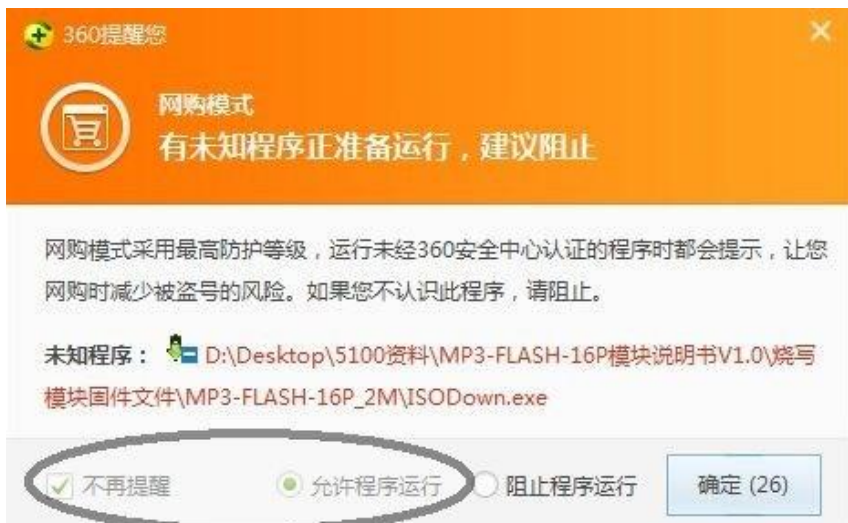 360提醒您
网购模式
有未知程序正准备运行，建议阻止
网购模式采用最高防护等级，运行未经360安全中心认证的程序时都会提示，让您
网购时减少被盗号的风险。如果您不认识此程序，请阻止。
未知程序： D:\Desktop\5100资料\MP3-FLASH-16P模块说明书V1.0\烧写
模块固件文件\MP3-FLASH-16P_2M\ISODown.exe
不再提醒 允许程序运行 阻止程序运行 确定 (26)